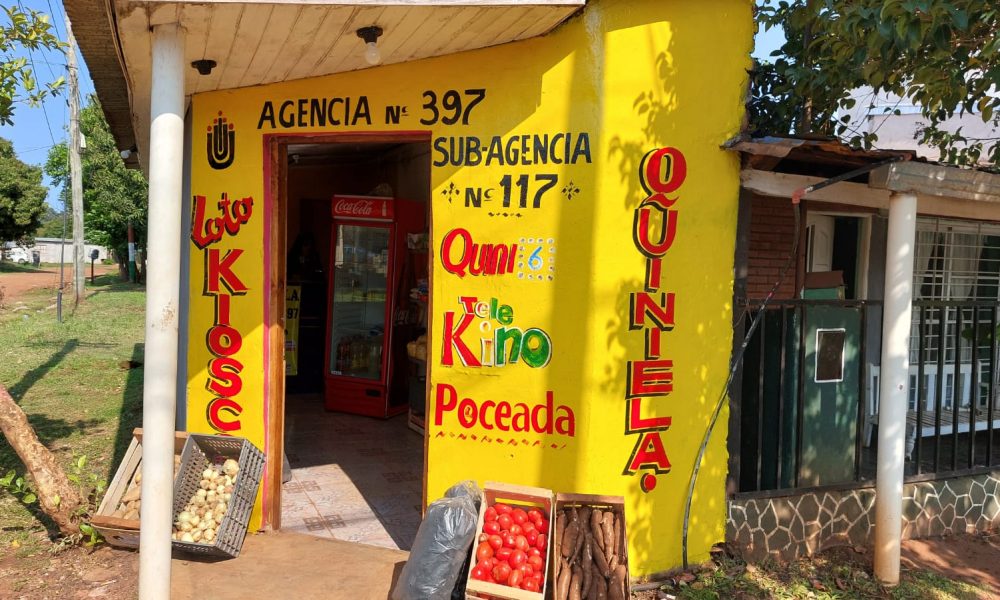 AGENCIA Nº 397
SUB-AGENCIA
Nº 117
Loto
KIOSC
Coca-Cola
Quini 6
Tele
Kino
Poceada
QUINIELA.